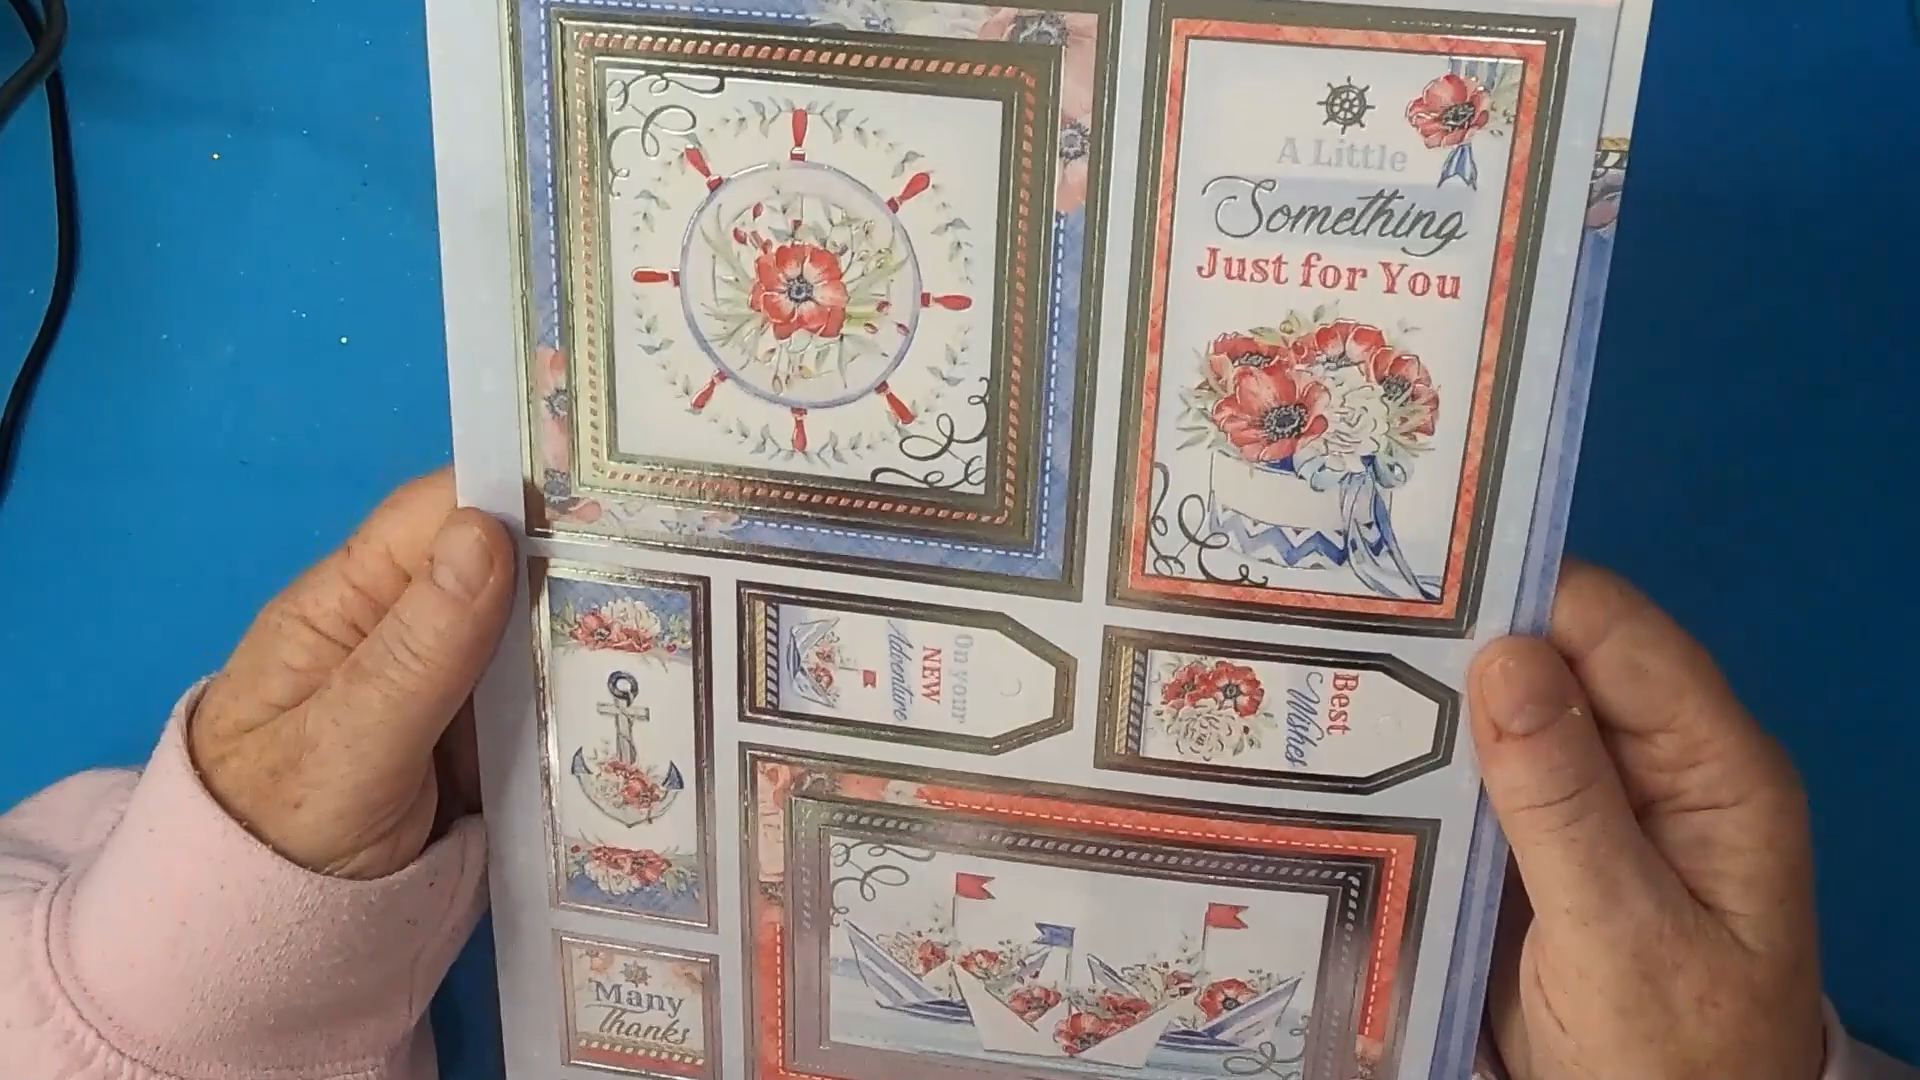 A Little
Something
Just for You
On your
NEW
Adventure
Best
Wishes
Many
Thanks